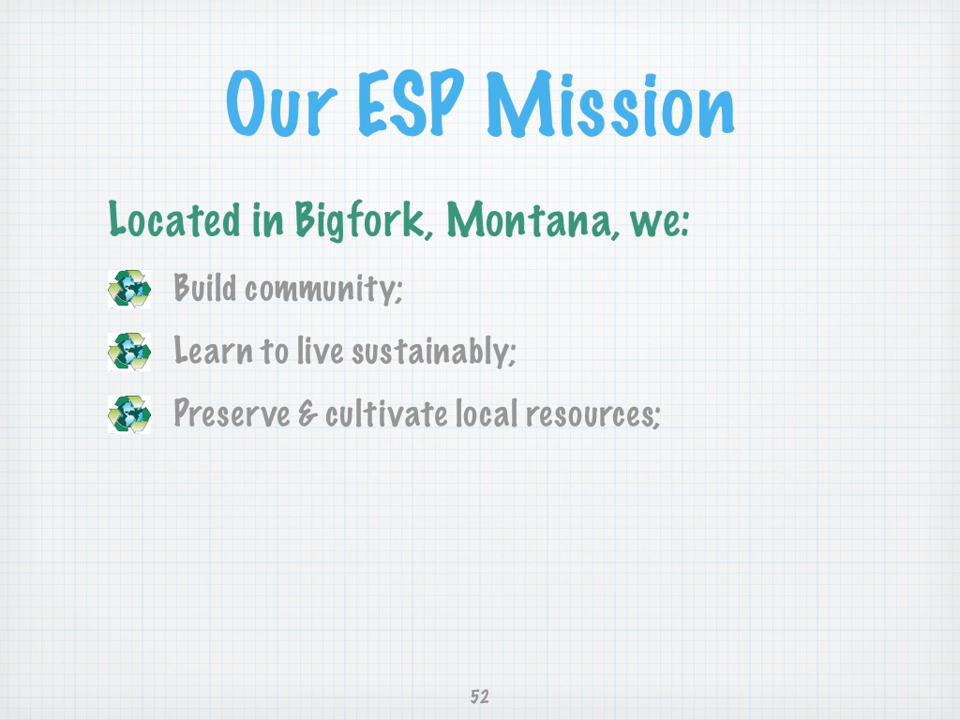 Our ESP Mission
Located in Bigfork, Montana, we:
Build community;
Learn to live sustainably;
Preserve & cultivate local resources;
52